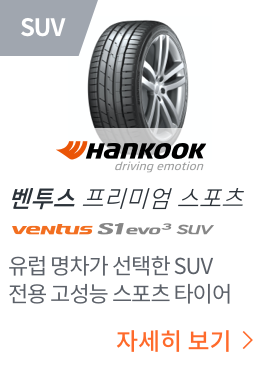 SUV
HANKOOK
driving emotion
벤투스 프리미엄 스포츠
ventus S1 evo³ SUV
유럽 명차가 선택한 SUV
전용 고성능 스포츠 타이어
자세히 보기 >